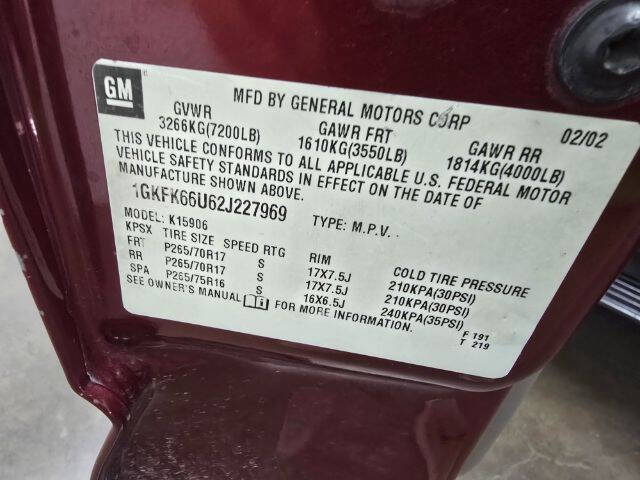 GM
MFD BY GENERAL MOTORS CORP 02/02
GVWR GAWR FRT GAWR RR
3266KG(7200LB) 1610KG(3550LB) 1814KG(4000LB)
THIS VEHICLE CONFORMS TO ALL APPLICABLE U.S. FEDERAL MOTOR
VEHICLE SAFETY STANDARDS IN EFFECT ON THE DATE OF
MANUFACTURE SHOWN ABOVE.
1GKFK66U62J227969 TYPE: M.P.V.
MODEL: K15906
KPSX TIRE SIZE SPEED RTG RIM COLD TIRE PRESSURE
FRT P265/70R17 S 17X7.5J 210KPA(30PSI)
RR P265/70R17 S 17X7.5J 210KPA(30PSI)
SPA P265/75R16 S 16X6.5J 240KPA(35PSI)
SEE OWNER'S MANUAL FOR MORE INFORMATION.
F 191
T 219